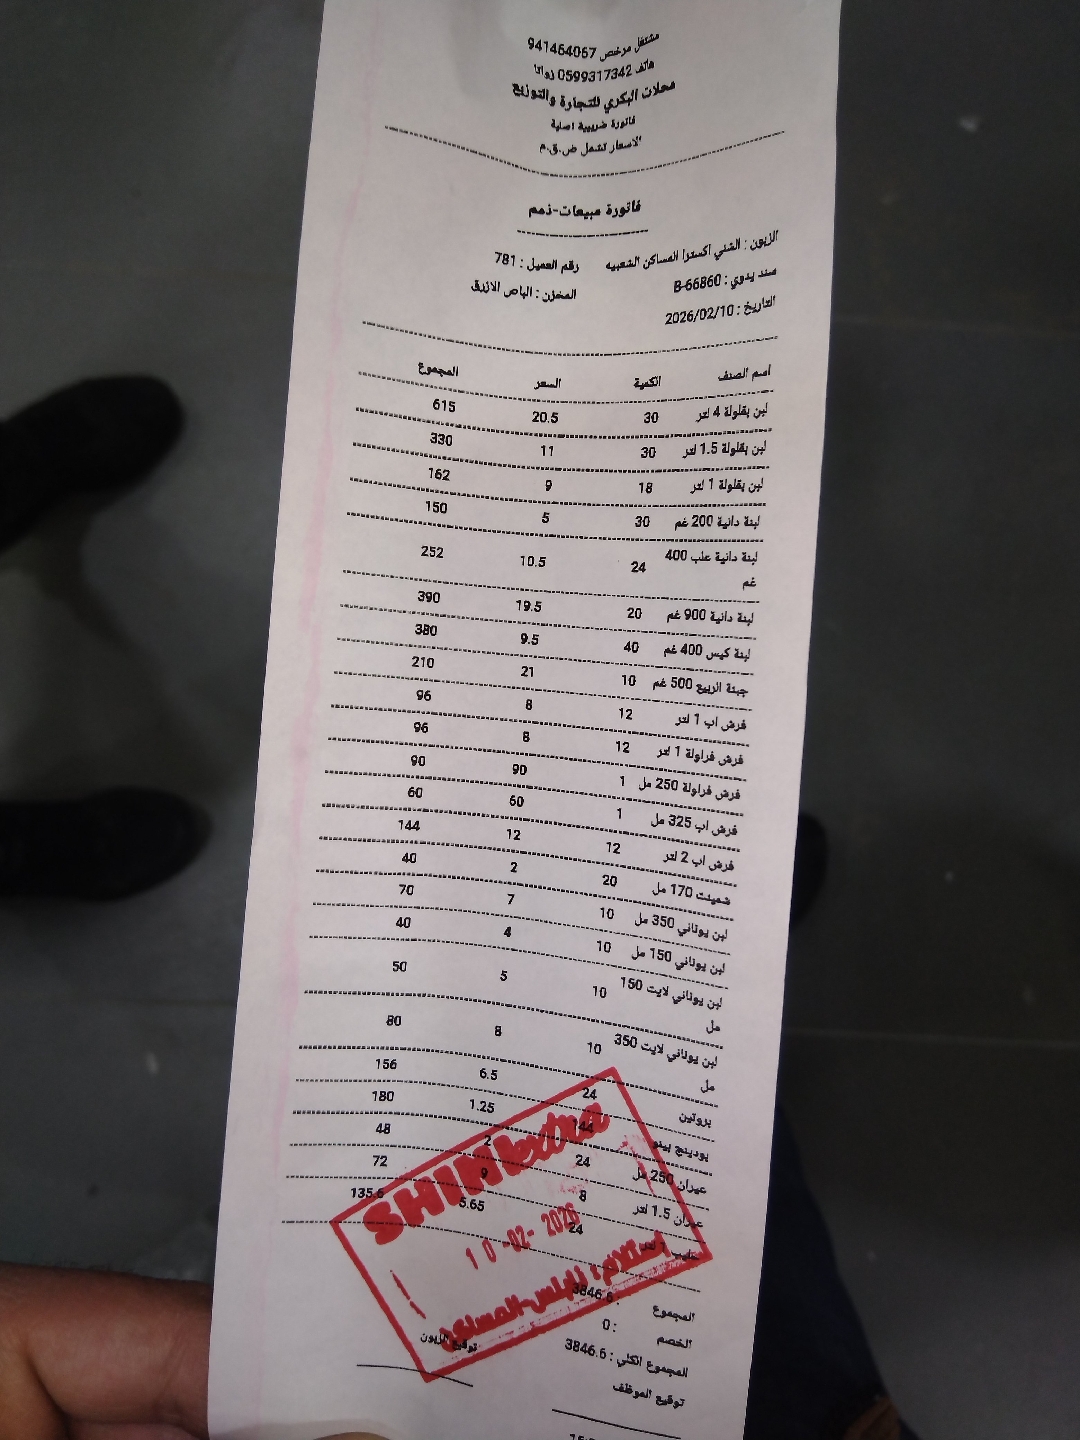 مشتغل مرخص 941464067
هاتف 0599317342 زواتا
محلات البكري للتجارة والتوزيع
فاتورة ضريبية اصلية
الاسعار تشمل ض.ق.م
فاتورة مبيعات-ذمم
الزبون : الشني اكسترا المساكن الشعبيه رقم العميل : 781
سند يدوي : B-66860 المخزن : الباص الازرق
التاريخ : 2026/02/10
اسم الصنف الكمية السعر المجموع
لبن بقلولة 4 لتر 30 20.5 615
لبن بقلولة 1.5 لتر 30 11 330
لبن بقلولة 1 لتر 18 9 162
لبنة دانية 200 غم 30 5 150
لبنة دانية علب 400 24 10.5 252
غم
لبنة دانية 900 غم 20 19.5 390
لبنة كيس 400 غم 40 9.5 380
جبنة الربيع 500 غم 10 21 210
فرش اب 1 لتر 12 8 96
فرش فراولة 1 لتر 12 8 96
فرش فراولة 250 مل 1 90 90
فرش اب 325 مل 1 60 60
فرش اب 2 لتر 12 12 144
شمينت 170 مل 20 2 40
لبن يوناني 350 مل 10 7 70
لبن يوناني 150 مل 10 4 40
لبن يوناني لايت 150 10 5 50
مل
لبن يوناني لايت 350 10 8 80
مل
بروتين 24 6.5 156
بودينج بينو 144 1.25 180
عيران 250 مل 24 2 48
عيران 1.5 لتر 8 9 72
حليب 1 لتر 24 5.65 135.6
SHINI extra
10-02-2026
استلام: نابلس-المساكن
المجموع : 3846.6
الخصم : 0
المجموع الكلي : 3846.6
توقيع الموظف توقيع الزبون